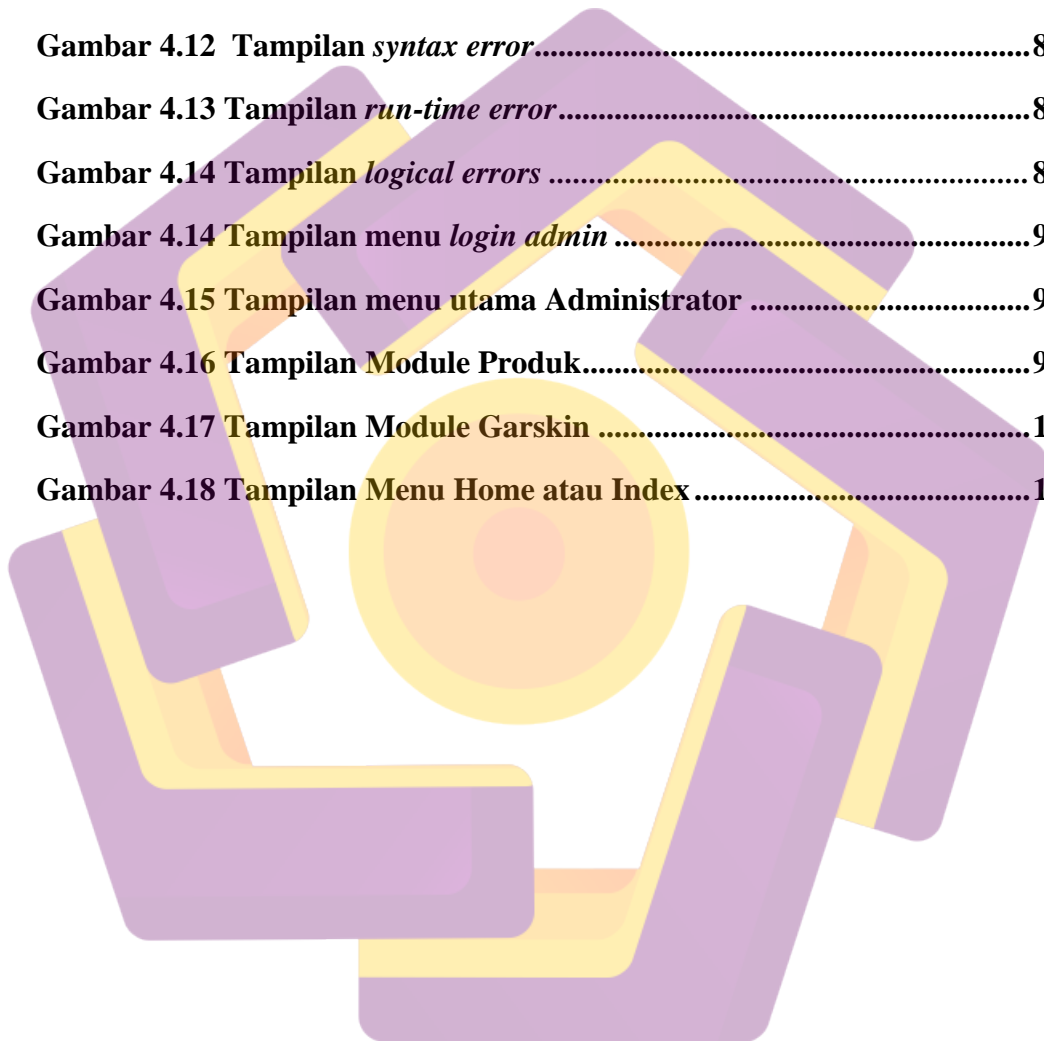 Gambar 4.12  Tampilan syntax error............................................................8
Gambar 4.13 Tampilan run-time error.........................................................8
Gambar 4.14 Tampilan logical errors ..........................................................8
Gambar 4.14 Tampilan menu login admin ..................................................9
Gambar 4.15 Tampilan menu utama Administrator ..................................9
Gambar 4.16 Tampilan Module Produk......................................................9
Gambar 4.17 Tampilan Module Garskin ....................................................1
Gambar 4.18 Tampilan Menu Home atau Index ........................................1